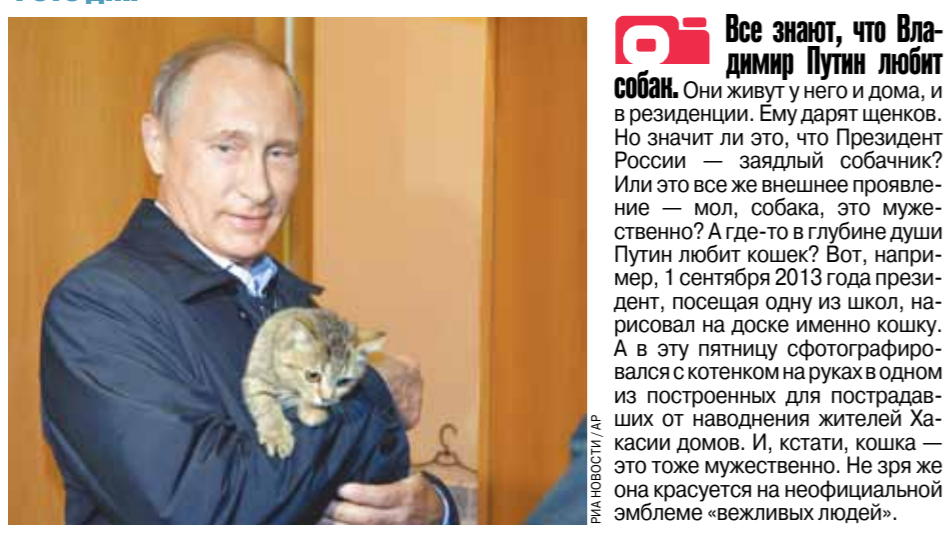 Все знают, что Вла-
димир Путин любит
собак. Они живут у него и дома, и
в резиденции. Ему дарят щенков.
Но значит ли это, что Президент
России — заядлый собачник?
Или это все же внешнее проявле-
ние — мол, собака, это муже-
ственно? А где-то в глубине души
Путин любит кошек? Вот, напри-
мер, 1 сентября 2013 года прези-
дент, посещая одну из школ, на-
рисовал на доске именно кошку.
А в эту пятницу сфотографиро-
вался с котенком на руках в одном
из построенных для пострадав-
ших от наводнения жителей Ха-
касии домов. И, кстати, кошка —
это тоже мужественно. Не зря же
она красуется на неофициальной
эмблеме «вежливых людей».
РИА НОВОСТИ / AP